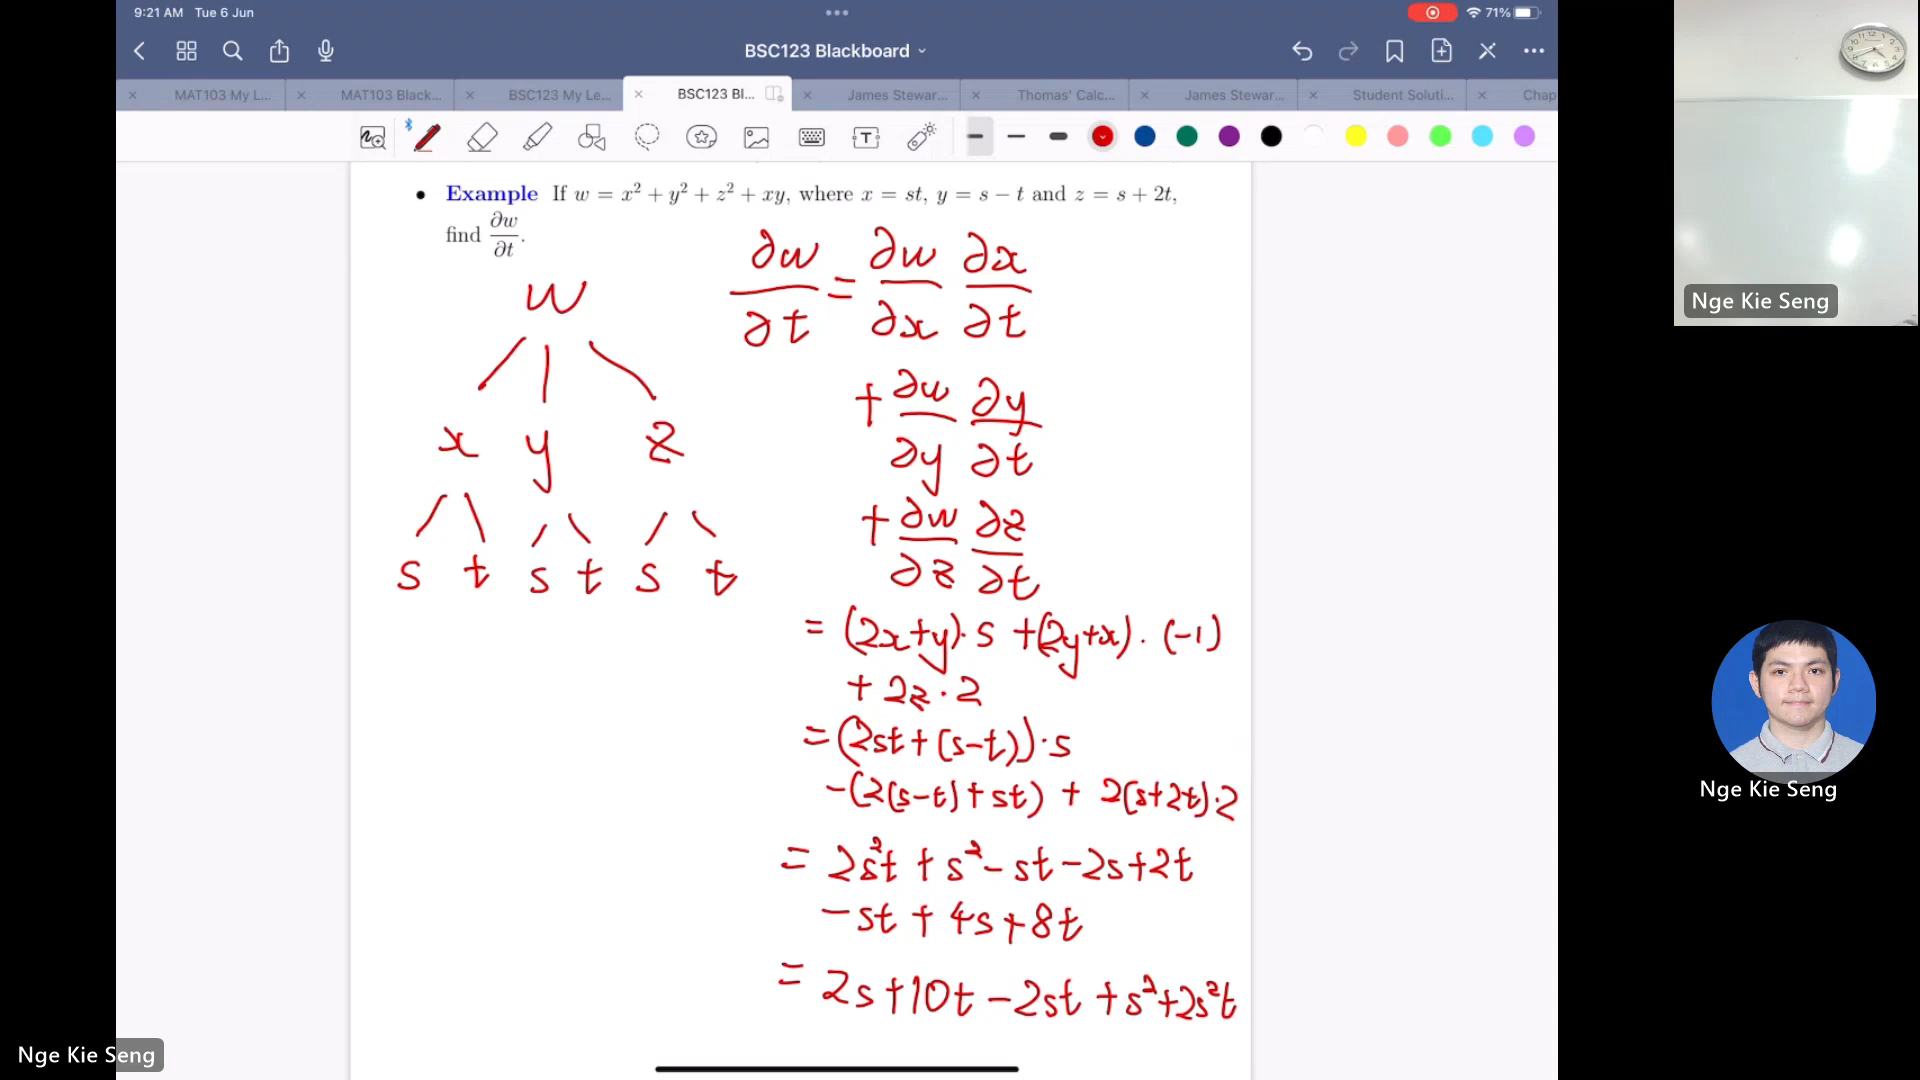 9:21 AM Tue 6 Jun
71%
BSC123 Blackboard
MAT103 My L...
MAT103 Black...
BSC123 My Le...
BSC123 Bl...
James Stewar...
Thomas' Calc...
James Stewar...
Student Soluti...
Chap
• Example If w = x² + y² + z² + xy, where x = st, y = s − t and z = s + 2t,
find ∂w/∂t.
w
x y z
s t s t s t
∂w/∂t = ∂w/∂x ∂x/∂t
+ ∂w/∂y ∂y/∂t
+ ∂w/∂z ∂z/∂t
= (2x+y)·s +(2y+x)·(-1)
+ 2z·2
= (2st+(s-t))·s
-(2(s-t)+st) + 2(s+2t)·2
= 2s²t + s² - st - 2s + 2t
- st + 4s + 8t
= 2s+10t - 2st + s² + 2s²t
Nge Kie Seng
Nge Kie Seng
Nge Kie Seng